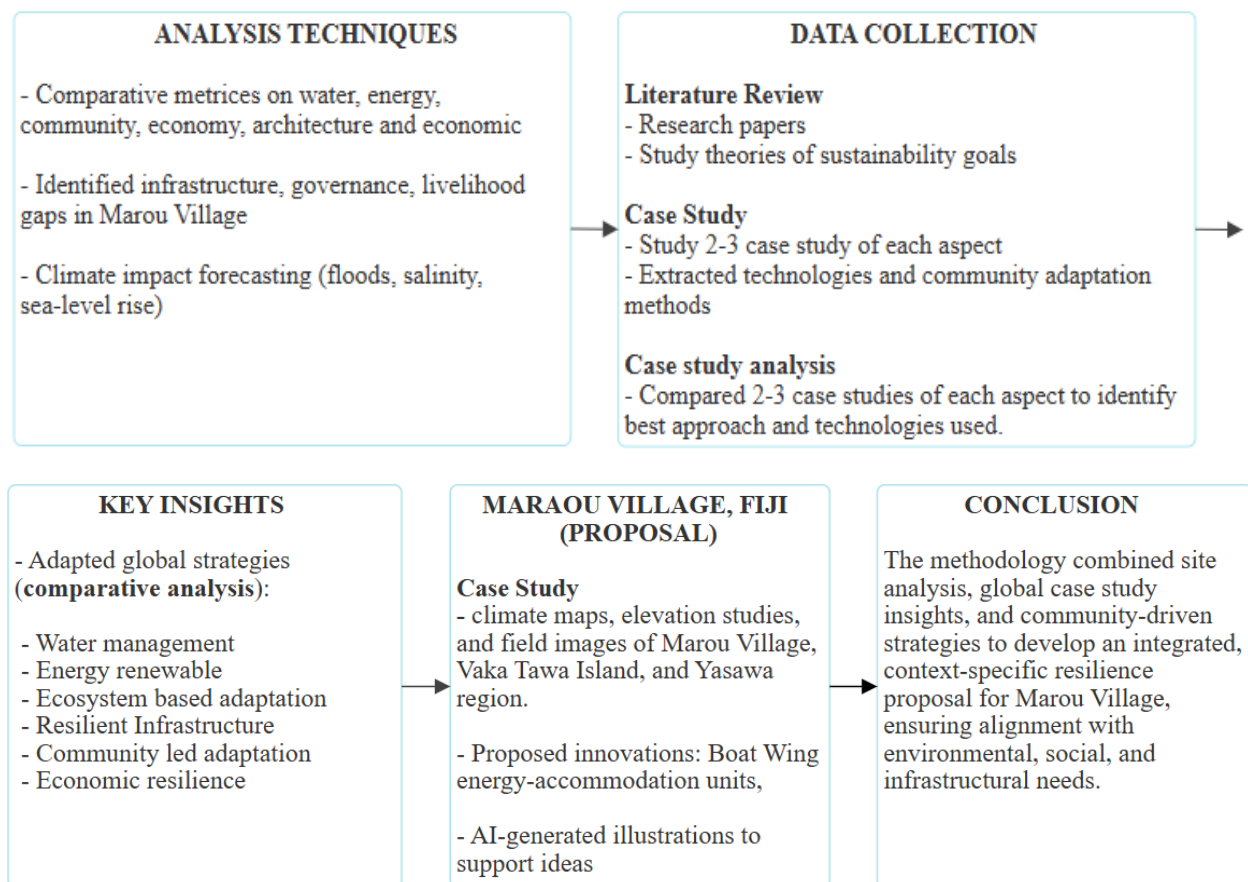 ANALYSIS TECHNIQUES
- Comparative metrices on water, energy,
community, economy, architecture and economic
- Identified infrastructure, governance, livelihood
gaps in Marou Village
- Climate impact forecasting (floods, salinity,
sea-level rise)
DATA COLLECTION
Literature Review
- Research papers
- Study theories of sustainability goals
Case Study
- Study 2-3 case study of each aspect
- Extracted technologies and community adaptation
methods
Case study analysis
- Compared 2-3 case studies of each aspect to identify
best approach and technologies used.
KEY INSIGHTS
- Adapted global strategies
(comparative analysis):
- Water management
- Energy renewable
- Ecosystem based adaptation
- Resilient Infrastructure
- Community led adaptation
- Economic resilience
MARAOU VILLAGE, FIJI
(PROPOSAL)
Case Study
- climate maps, elevation studies,
and field images of Marou Village,
Vaka Tawa Island, and Yasawa
region.
- Proposed innovations: Boat Wing
energy-accommodation units,
- AI-generated illustrations to
support ideas
CONCLUSION
The methodology combined site
analysis, global case study
insights, and community-driven
strategies to develop an integrated,
context-specific resilience
proposal for Marou Village,
ensuring alignment with
environmental, social, and
infrastructural needs.